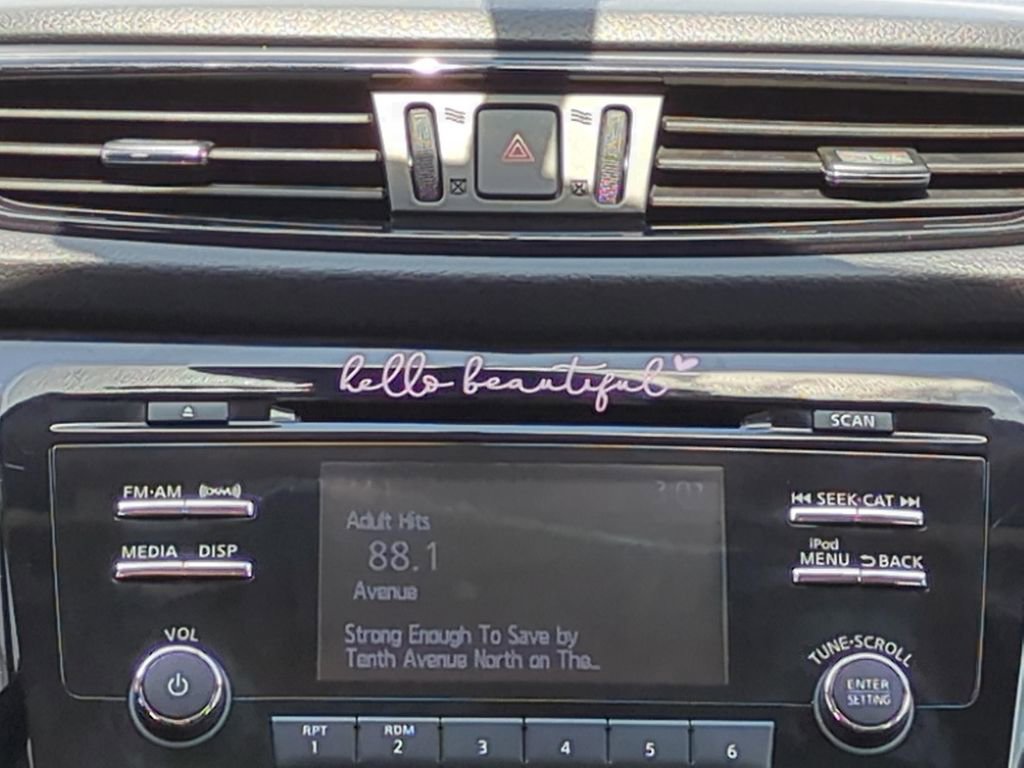 hello beautiful
SCAN
FM·AM
MEDIA DISP
VOL
Adult Hits
88.1
Avenue
Strong Enough To Save by
Tenth Avenue North on The...
SEEK·CAT
iPod
MENU BACK
TUNE·SCROLL
ENTER
SETTING
RPT
1
RDM
2
3
4
5
6